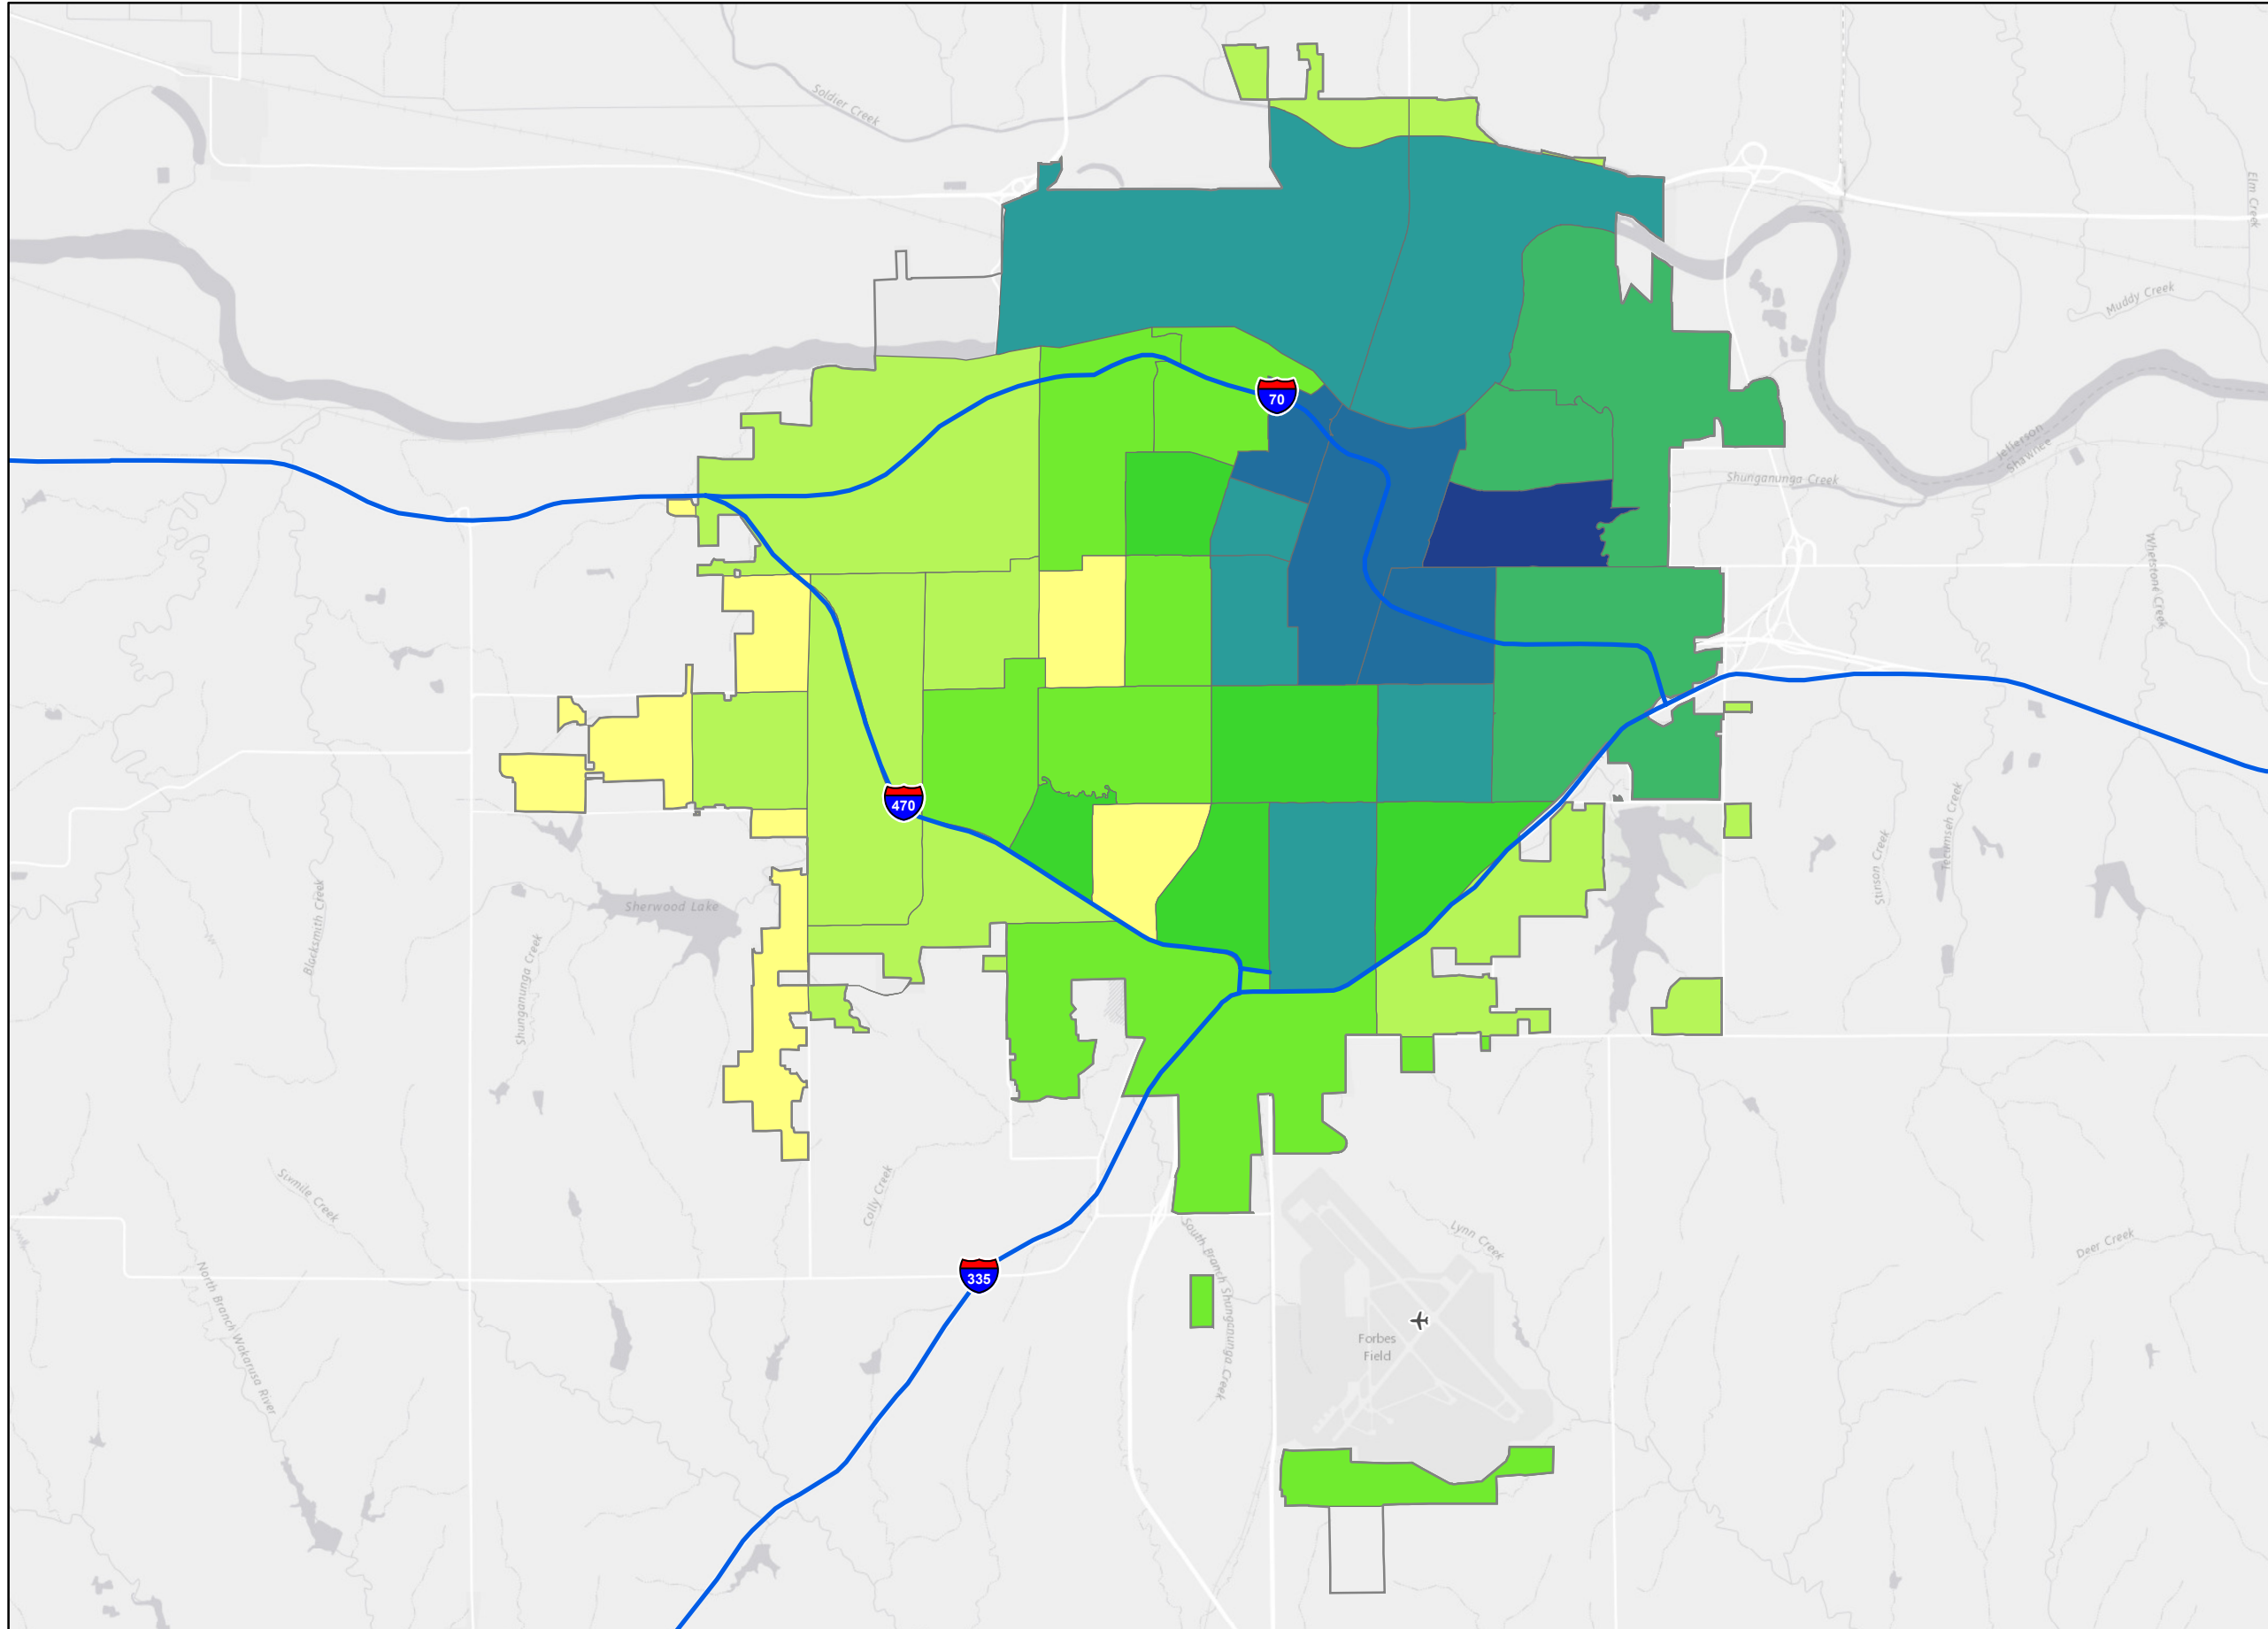 Soldier Creek
Elm Creek
Muddy Creek
70
Jefferson
Shawnee
Shunganunga Creek
Whetstone Creek
470
Stinson Creek
Tecumseh Creek
Sherwood Lake
Blacksmith Creek
Shunganunga Creek
Sixmile Creek
Colly Creek
Lynn Creek
Deer Creek
South Branch Shunganunga Creek
North Branch Wakarusa River
335
Forbes
Field